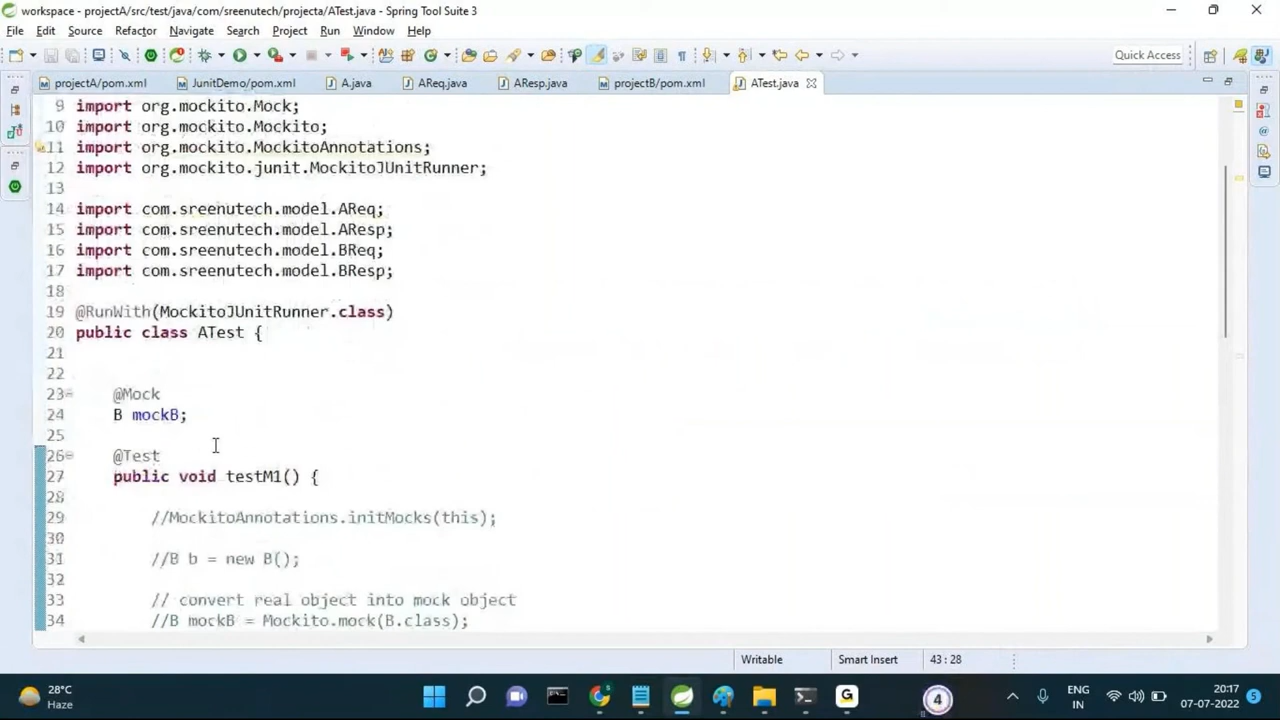 workspace - projectA/src/test/java/com/sreenutech/projecta/ATest.java - Spring Tool Suite 3
File Edit Source Refactor Navigate Search Project Run Window Help
Quick Access
projectA/pom.xml JunitDemo/pom.xml A.java AReq.java AResp.java projectB/pom.xml ATest.java
9 import org.mockito.Mock;
10 import org.mockito.Mockito;
11 import org.mockito.MockitoAnnotations;
12 import org.mockito.junit.MockitoJUnitRunner;
13
14 import com.sreenutech.model.AReq;
15 import com.sreenutech.model.AResp;
16 import com.sreenutech.model.BReq;
17 import com.sreenutech.model.BResp;
18
19 @RunWith(MockitoJUnitRunner.class)
20 public class ATest {
21
22
23 @Mock
24 B mockB;
25
26 @Test
27 public void testM1() {
28
29 //MockitoAnnotations.initMocks(this);
30
31 //B b = new B();
32
33 // convert real object into mock object
34 //B mockB = Mockito.mock(B.class);
Writable Smart Insert 43 : 28
28°C
Haze
G
4
ENG
IN
20:17
07-07-2022
5